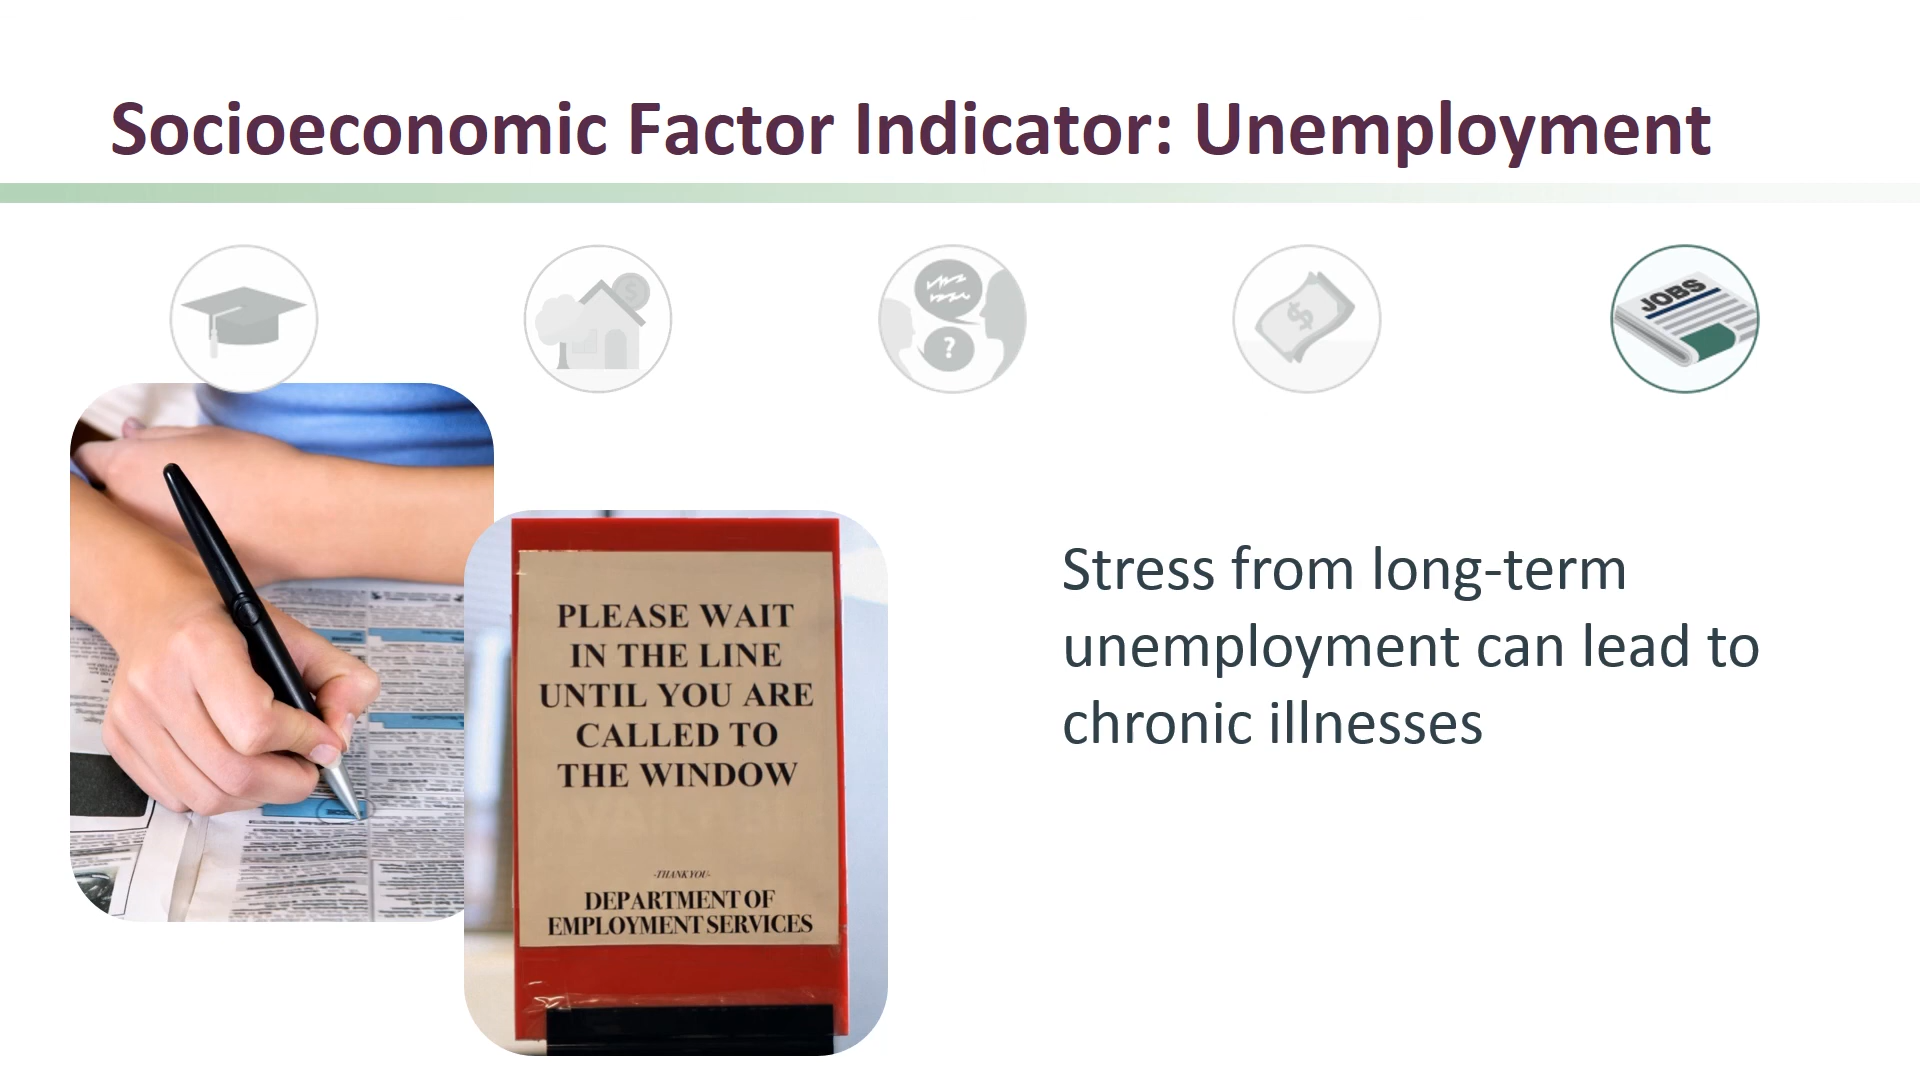 Socioeconomic Factor Indicator: Unemployment
$
?
$
JOBS
Stress from long-term
unemployment can lead to
chronic illnesses
PLEASE WAIT
IN THE LINE
UNTIL YOU ARE
CALLED TO
THE WINDOW
-THANK YOU-
DEPARTMENT OF
EMPLOYMENT SERVICES